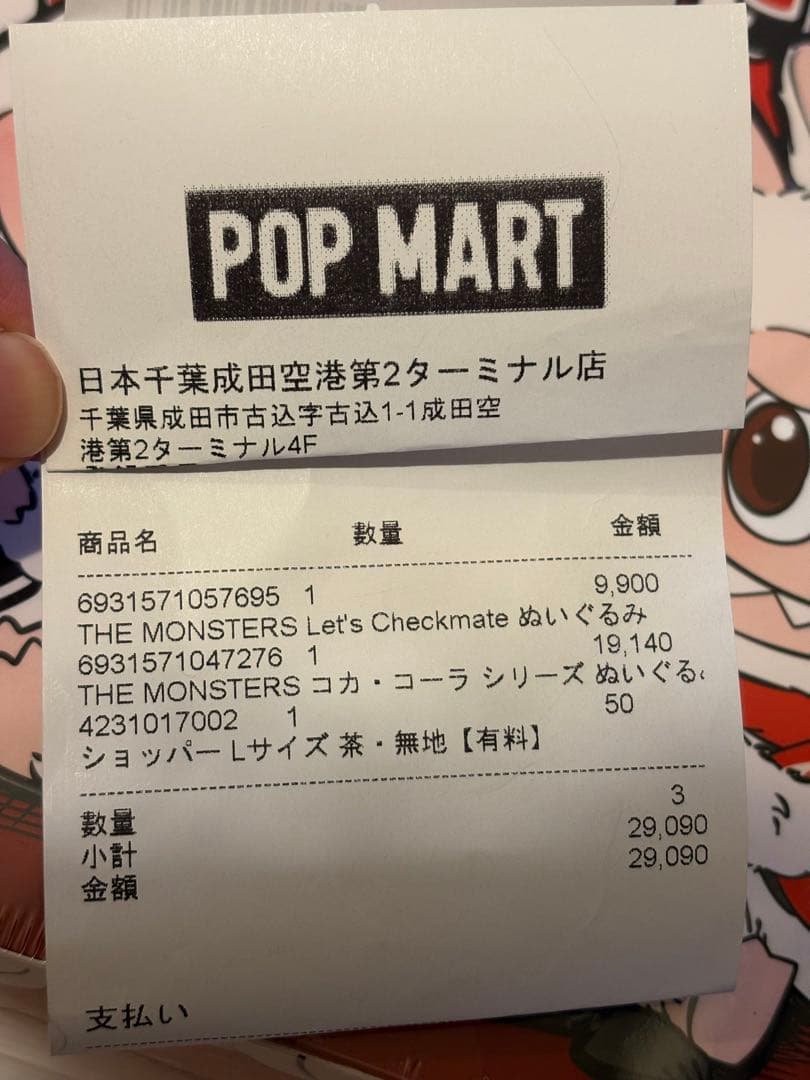 POP MART
日本千葉成田空港第2ターミナル店
千葉県成田市古込字古込1-1成田空
港第2ターミナル4F
商品名 数量 金額
6931571057695 1 9,900
THE MONSTERS Let's Checkmate ぬいぐるみ
6931571047276 1 19,140
THE MONSTERS コカ・コーラ シリーズ ぬいぐる
4231017002 1 50
ショッパー Lサイズ 茶・無地【有料】
数量 3
小計 29,090
金額 29,090
支払い